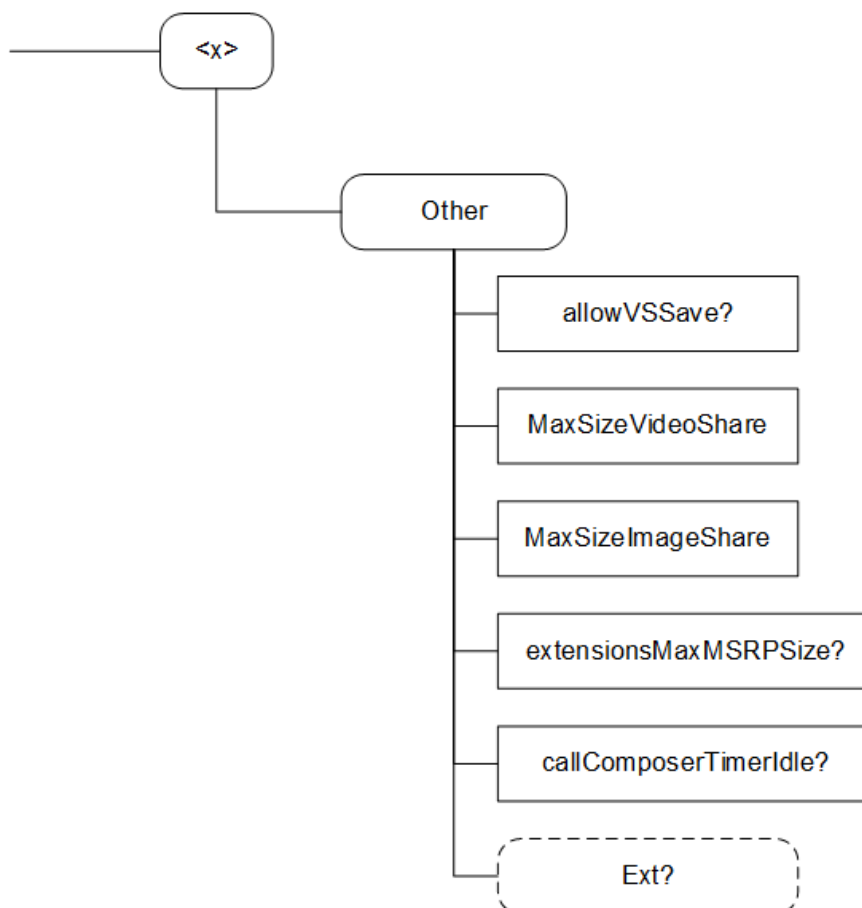 <x>
Other
allowVSSave?
MaxSizeVideoShare
MaxSizeImageShare
extensionsMaxMSRPSize?
callComposerTimerIdle?
Ext?